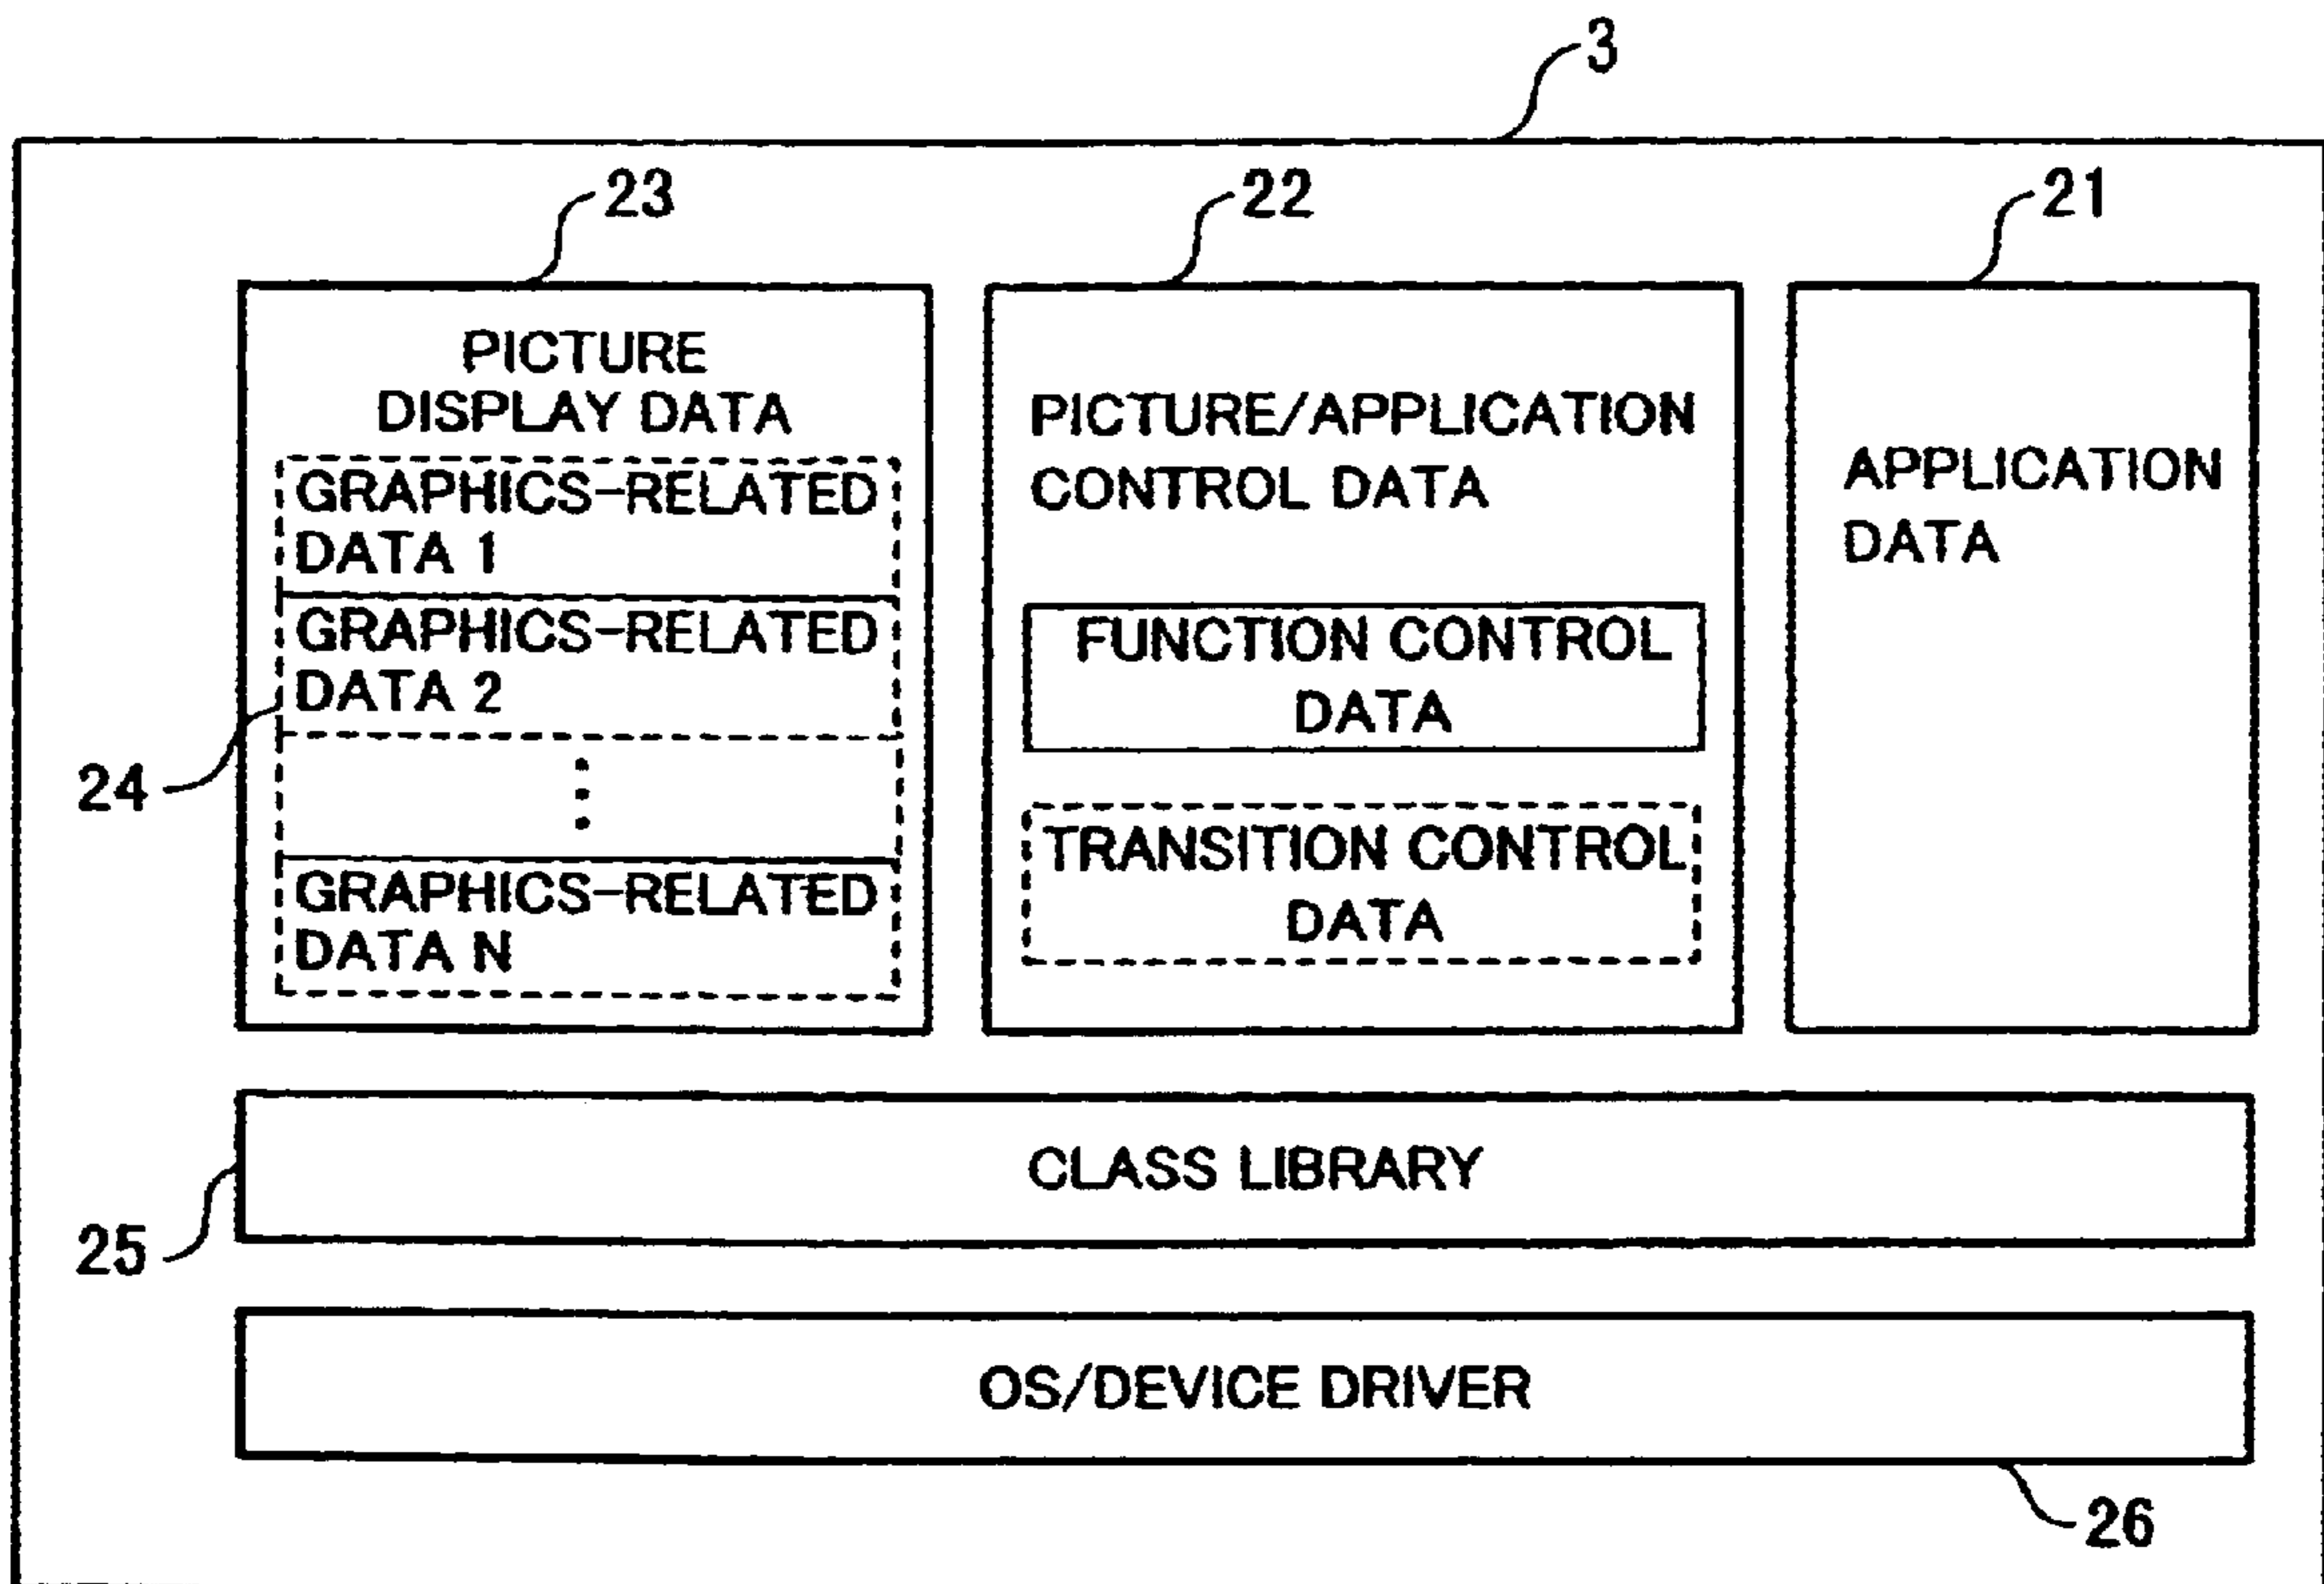 3
23
22
21
PICTURE
DISPLAY DATA
GRAPHICS-RELATED
DATA 1
GRAPHICS-RELATED
DATA 2
⋮
GRAPHICS-RELATED
DATA N
24
PICTURE/APPLICATION
CONTROL DATA
FUNCTION CONTROL
DATA
TRANSITION CONTROL
DATA
APPLICATION
DATA
CLASS LIBRARY
25
OS/DEVICE DRIVER
26